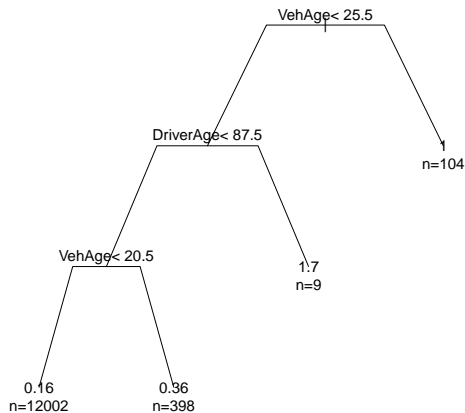 VehAge< 25.5
DriverAge< 87.5
1
n=104
VehAge< 20.5
1.7
n=9
0.16
n=12002
0.36
n=398